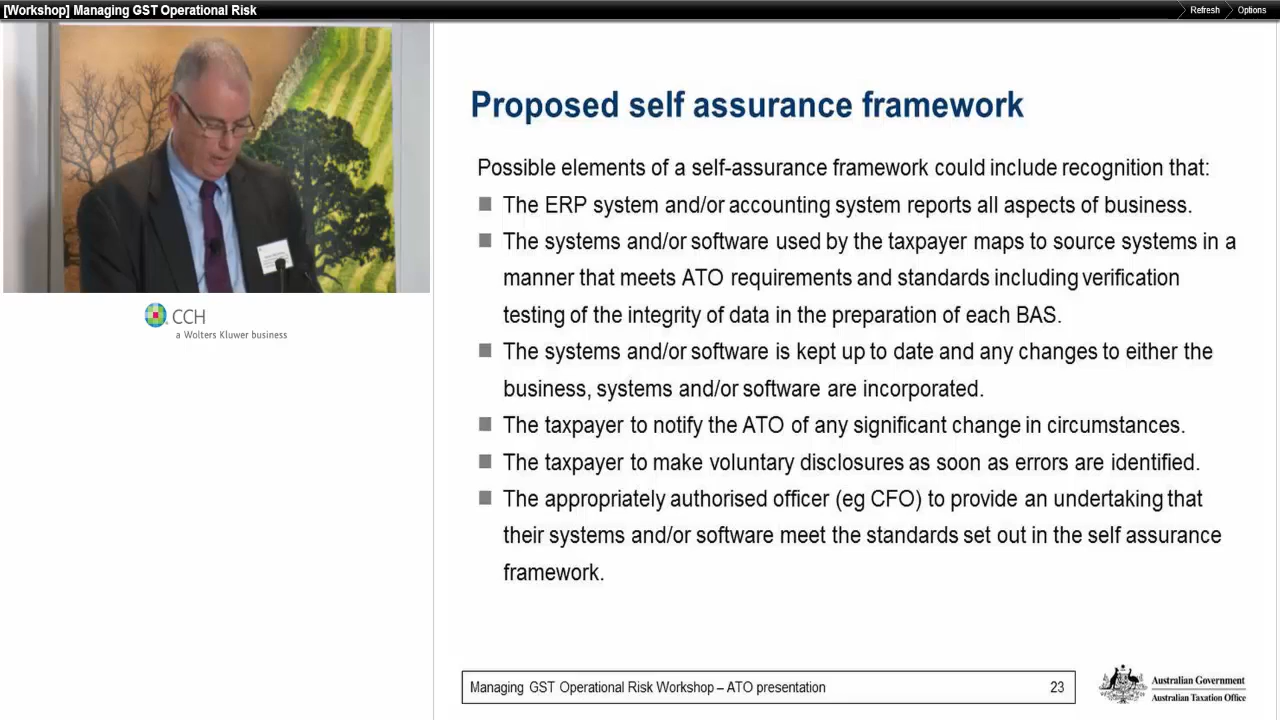 [Workshop] Managing GST Operational Risk
Refresh
Options
Proposed self assurance framework
Possible elements of a self-assurance framework could include recognition that:
The ERP system and/or accounting system reports all aspects of business.
The systems and/or software used by the taxpayer maps to source systems in a
manner that meets ATO requirements and standards including verification
testing of the integrity of data in the preparation of each BAS.
The systems and/or software is kept up to date and any changes to either the
business, systems and/or software are incorporated.
The taxpayer to notify the ATO of any significant change in circumstances.
The taxpayer to make voluntary disclosures as soon as errors are identified.
The appropriately authorised officer (eg CFO) to provide an undertaking that
their systems and/or software meet the standards set out in the self assurance
framework.
CCH
a Wolters Kluwer business
Managing GST Operational Risk Workshop – ATO presentation
23
Australian Government
Australian Taxation Office